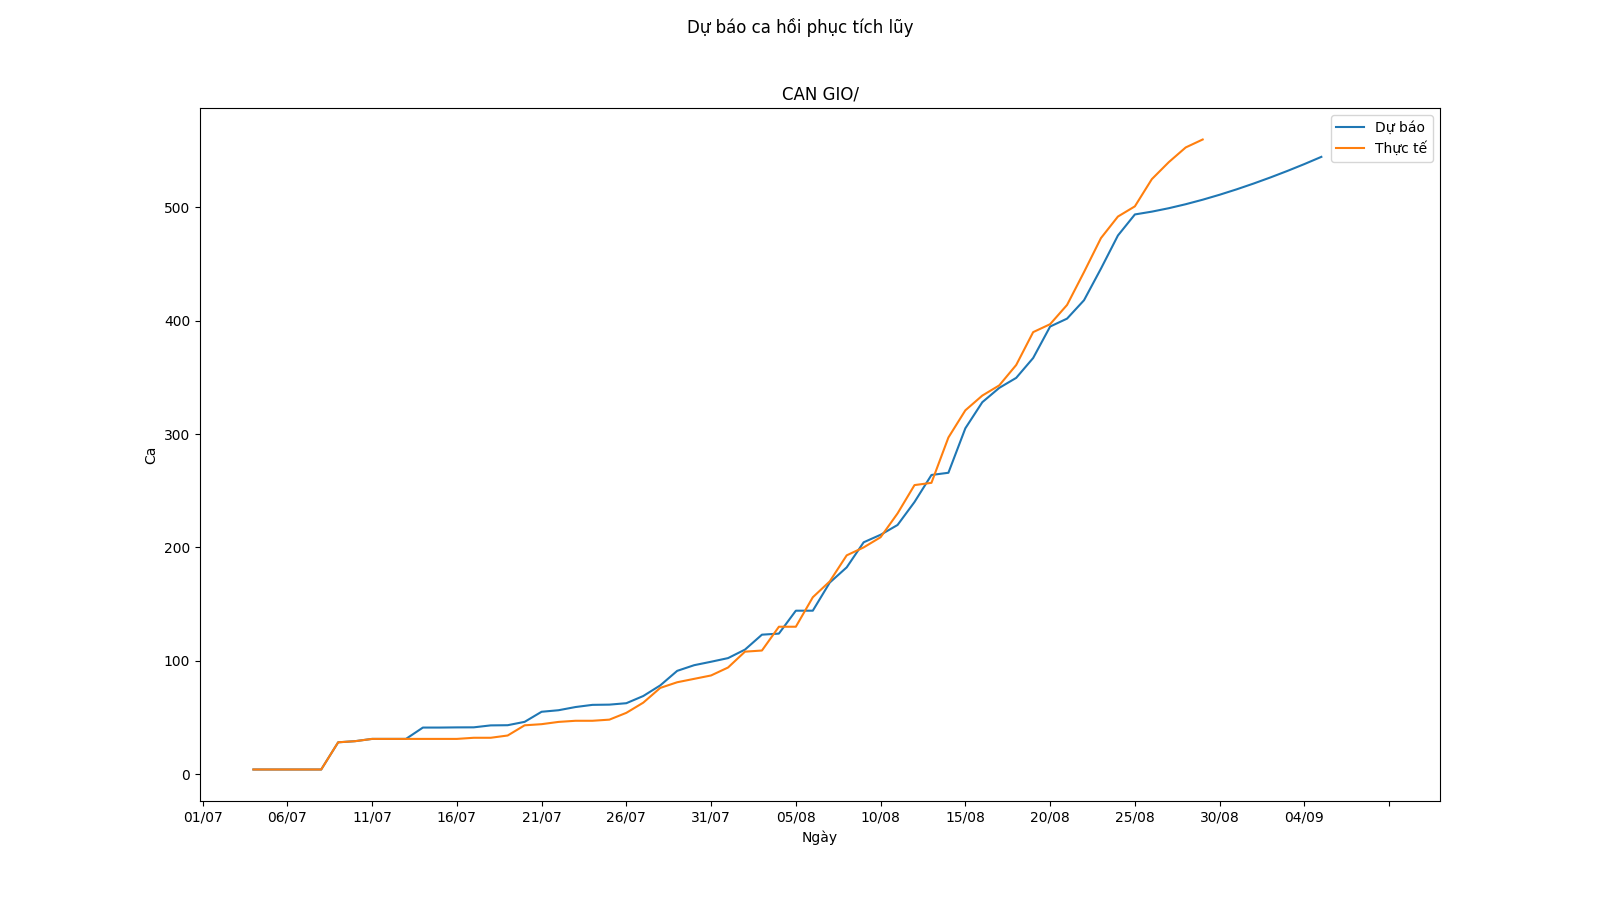 Dự báo ca hồi phục tích lũy
CAN GIO/
Dự báo
Thực tế
500
400
300
200
100
0
Ca
01/07 06/07 11/07 16/07 21/07 26/07 31/07 05/08 10/08 15/08 20/08 25/08 30/08 04/09
Ngày